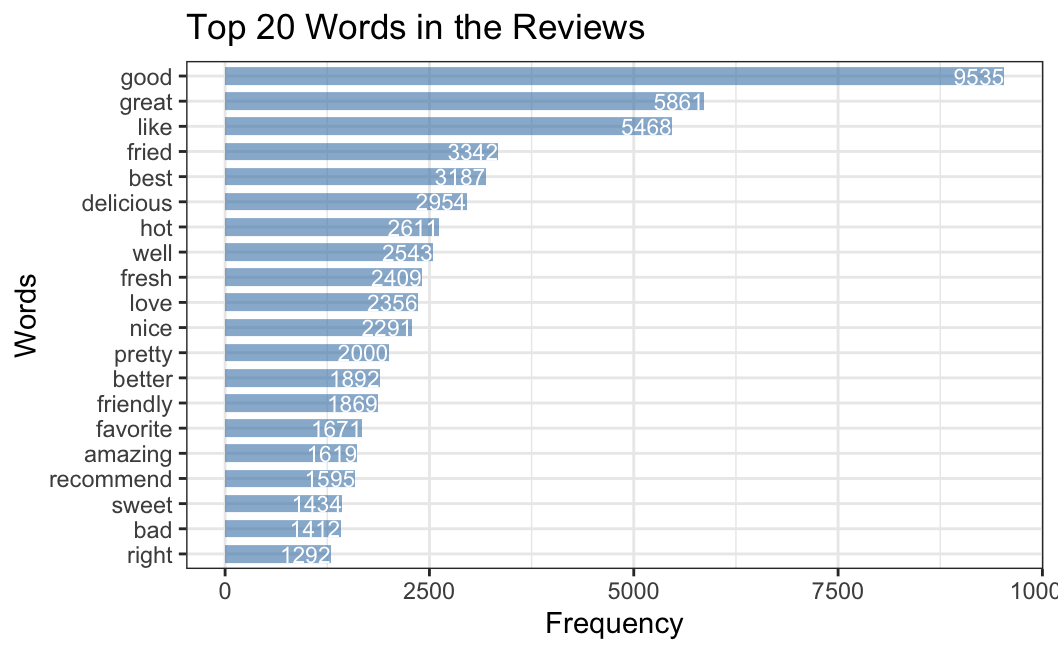 Top 20 Words in the Reviews
Words
good 9535
great 5861
like 5468
fried 3342
best 3187
delicious 2954
hot 2611
well 2543
fresh 2409
love 2356
nice 2291
pretty 2000
better 1892
friendly 1869
favorite 1671
amazing 1619
recommend 1595
sweet 1434
bad 1412
right 1292
0 2500 5000 7500 1000
Frequency